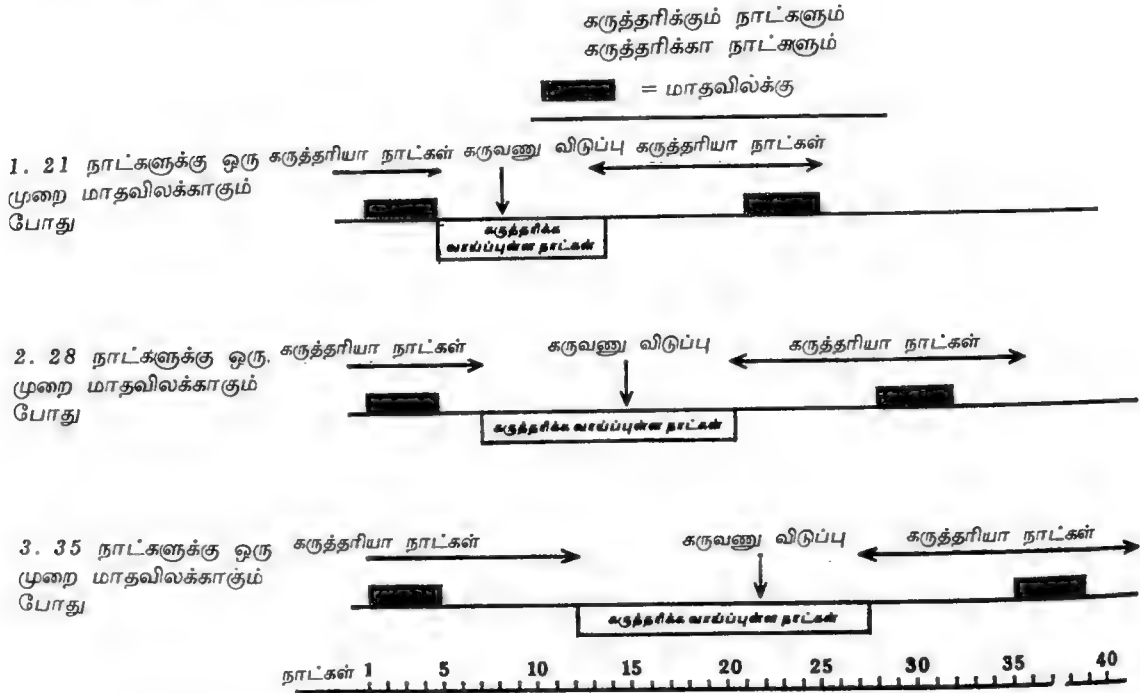 கருத்தரிக்கும் நாட்களும்
கருத்தரிக்கா நாட்களும்
= மாதவில்க்கு
1. 21 நாட்களுக்கு ஒரு
முறை மாதவிலக்காகும்
போது
கருத்தரியா நாட்கள்
கருவணு விடுப்பு
கருத்தரியா நாட்கள்
கருத்தரிக்க
வாய்ப்புள்ள நாட்கள்
2. 28 நாட்களுக்கு ஒரு.
முறை மாதவிலக்காகும்
போது
கருத்தரியா நாட்கள்
கருவணு விடுப்பு
கருத்தரியா நாட்கள்
கருத்தரிக்க வாய்ப்புள்ள நாட்கள்
3. 35 நாட்களுக்கு ஒரு
முறை மாதவிலக்காகும்
போது
கருத்தரியா நாட்கள்
கருவணு விடுப்பு
கருத்தரியா நாட்கள்
கருத்தரிக்க வாய்ப்புள்ள நாட்கள்
நாட்கள் 1 5 10 15 20 25 30 35 40